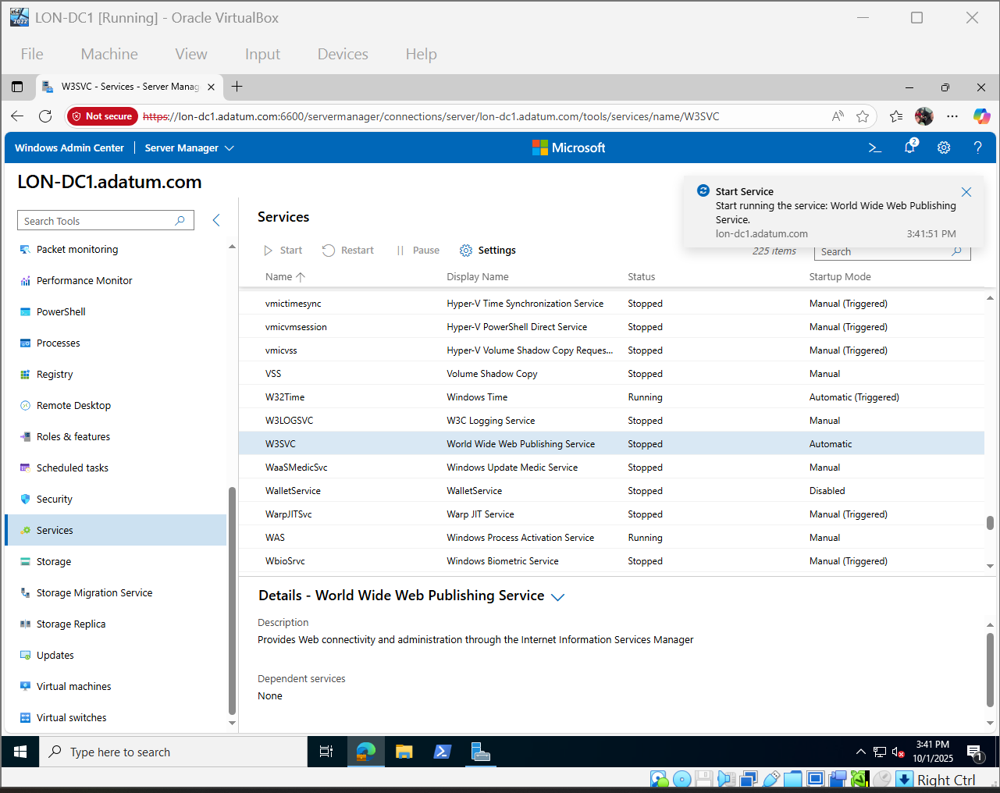 LON-DC1 [Running] - Oracle VirtualBox
File Machine View Input Devices Help
W3SVC - Services - Server Manag
Not secure https://lon-dc1.adatum.com:6600/servermanager/connections/server/lon-dc1.adatum.com/tools/services/name/W3SVC
Windows Admin Center Server Manager Microsoft 2
LON-DC1.adatum.com
Start Service
Start running the service: World Wide Web Publishing
Service.
lon-dc1.adatum.com 3:41:51 PM
Search Tools
Packet monitoring
Performance Monitor
PowerShell
Processes
Registry
Remote Desktop
Roles & features
Scheduled tasks
Security
Services
Storage
Storage Migration Service
Storage Replica
Updates
Virtual machines
Virtual switches
Services
Start Restart Pause Settings 225 items Search
Name Display Name Status Startup Mode
vmictimesync Hyper-V Time Synchronization Service Stopped Manual (Triggered)
vmicvmsession Hyper-V PowerShell Direct Service Stopped Manual (Triggered)
vmicvss Hyper-V Volume Shadow Copy Reques... Stopped Manual (Triggered)
VSS Volume Shadow Copy Stopped Manual
W32Time Windows Time Running Automatic (Triggered)
W3LOGSVC W3C Logging Service Stopped Manual
W3SVC World Wide Web Publishing Service Stopped Automatic
WaaSMedicSvc Windows Update Medic Service Stopped Manual
WalletService WalletService Stopped Disabled
WarpJITSvc Warp JIT Service Stopped Manual (Triggered)
WAS Windows Process Activation Service Running Manual
WbioSrvc Windows Biometric Service Stopped Manual (Triggered)
Details - World Wide Web Publishing Service
Description
Provides Web connectivity and administration through the Internet Information Services Manager
Dependent services
None
Type here to search
3:41 PM
10/1/2025
1
Right Ctrl